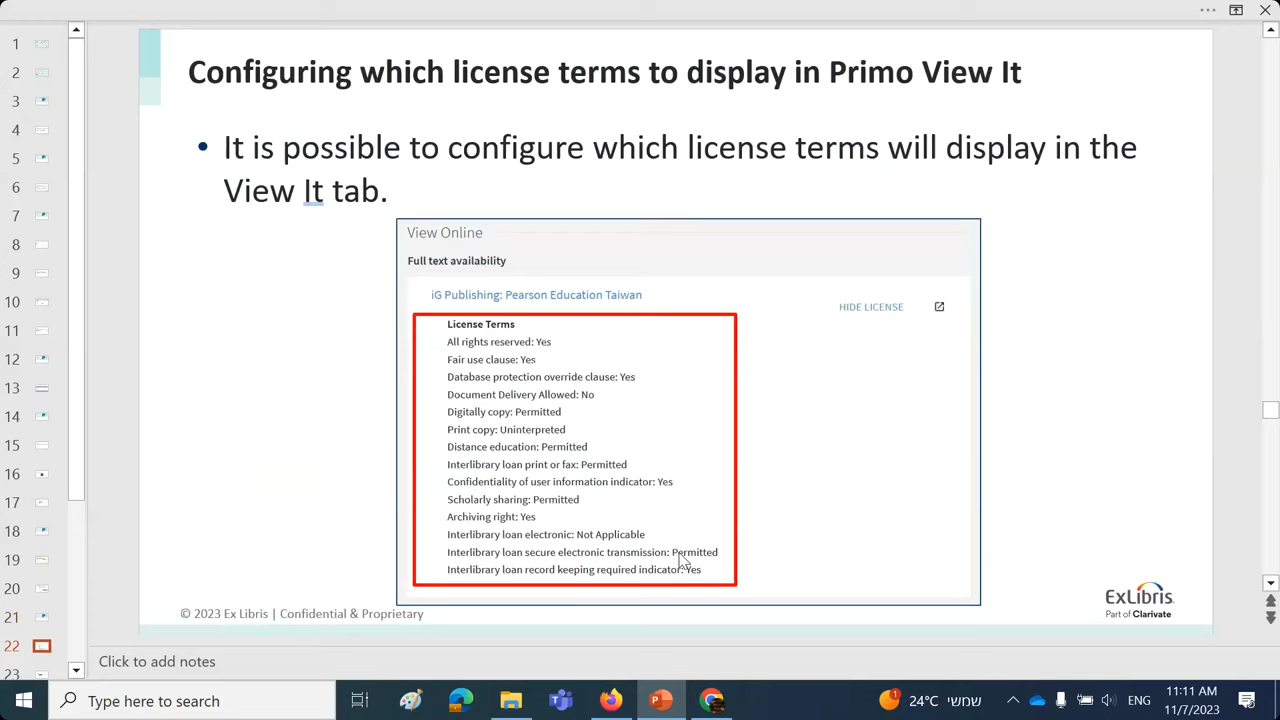 Configuring which license terms to display in Primo View It
• It is possible to configure which license terms will display in the
View It tab.
View Online
Full text availability
iG Publishing: Pearson Education Taiwan
HIDE LICENSE
License Terms
All rights reserved: Yes
Fair use clause: Yes
Database protection override clause: Yes
Document Delivery Allowed: No
Digitally copy: Permitted
Print copy: Uninterpreted
Distance education: Permitted
Interlibrary loan print or fax: Permitted
Confidentiality of user information indicator: Yes
Scholarly sharing: Permitted
Archiving right: Yes
Interlibrary loan electronic: Not Applicable
Interlibrary loan secure electronic transmission: Permitted
Interlibrary loan record keeping required indicator: Yes
© 2023 Ex Libris | Confidential & Proprietary
ExLibris
Part of Clarivate
1
2
3
4
5
6
7
8
9
10
11
12
13
14
15
16
17
18
19
20
21
22
23
Click to add notes
Type here to search
1
24°C שמשי
ENG
11:11 AM
11/7/2023